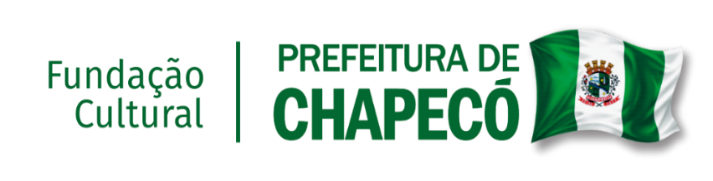 Fundação
Cultural
PREFEITURA DE
CHAPECÓ